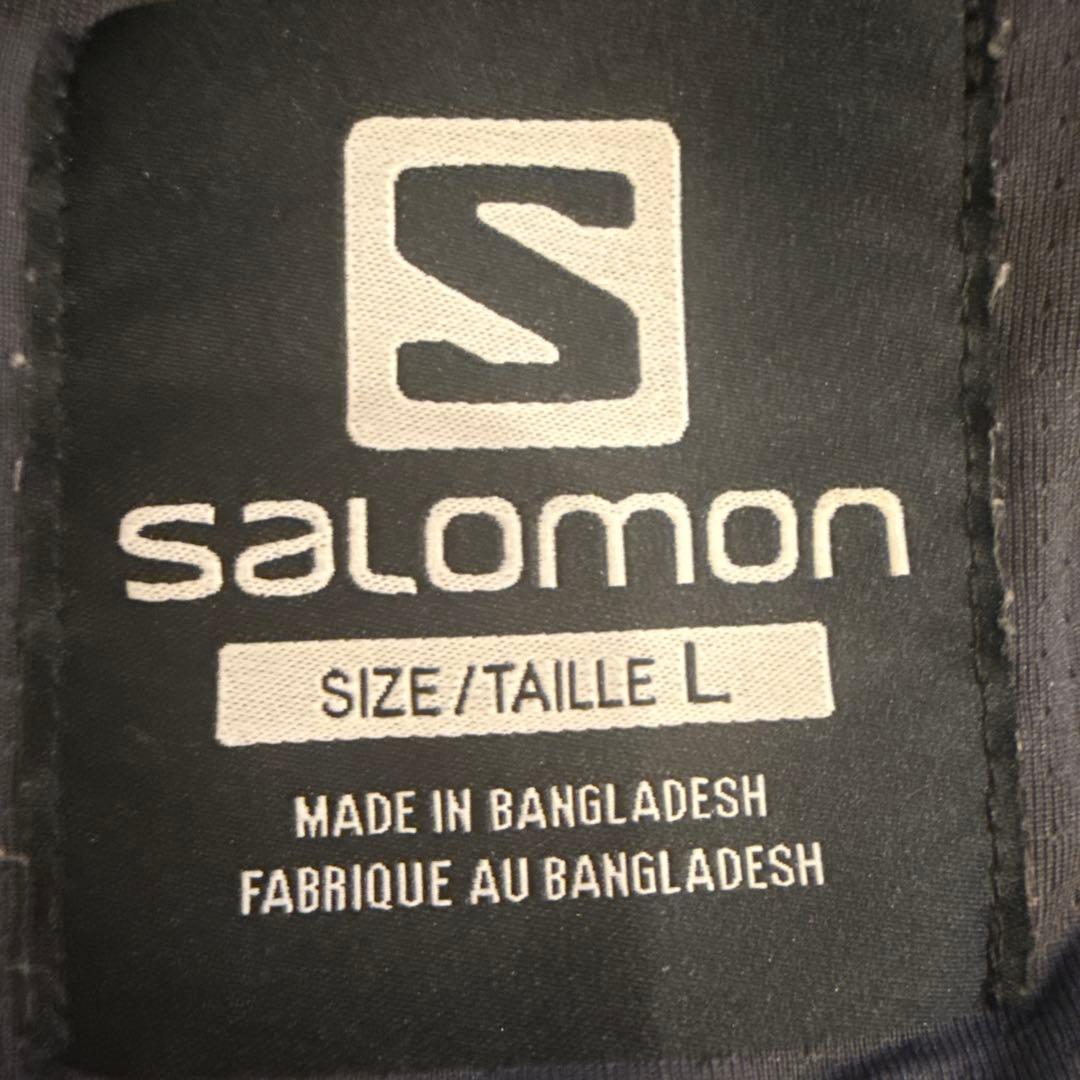 S
salomon
SIZE/TAILLE L
MADE IN BANGLADESH
FABRIQUE AU BANGLADESH